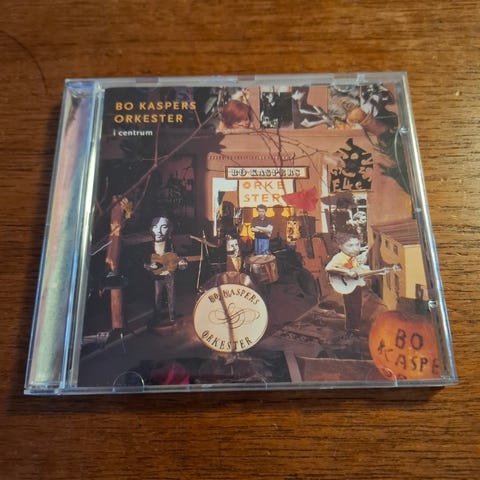 BO KASPERS
ORKESTER
i centrum
BO KASPERS
ORKE
STER
BO KASPERS
ORKESTER
BO
KASPE